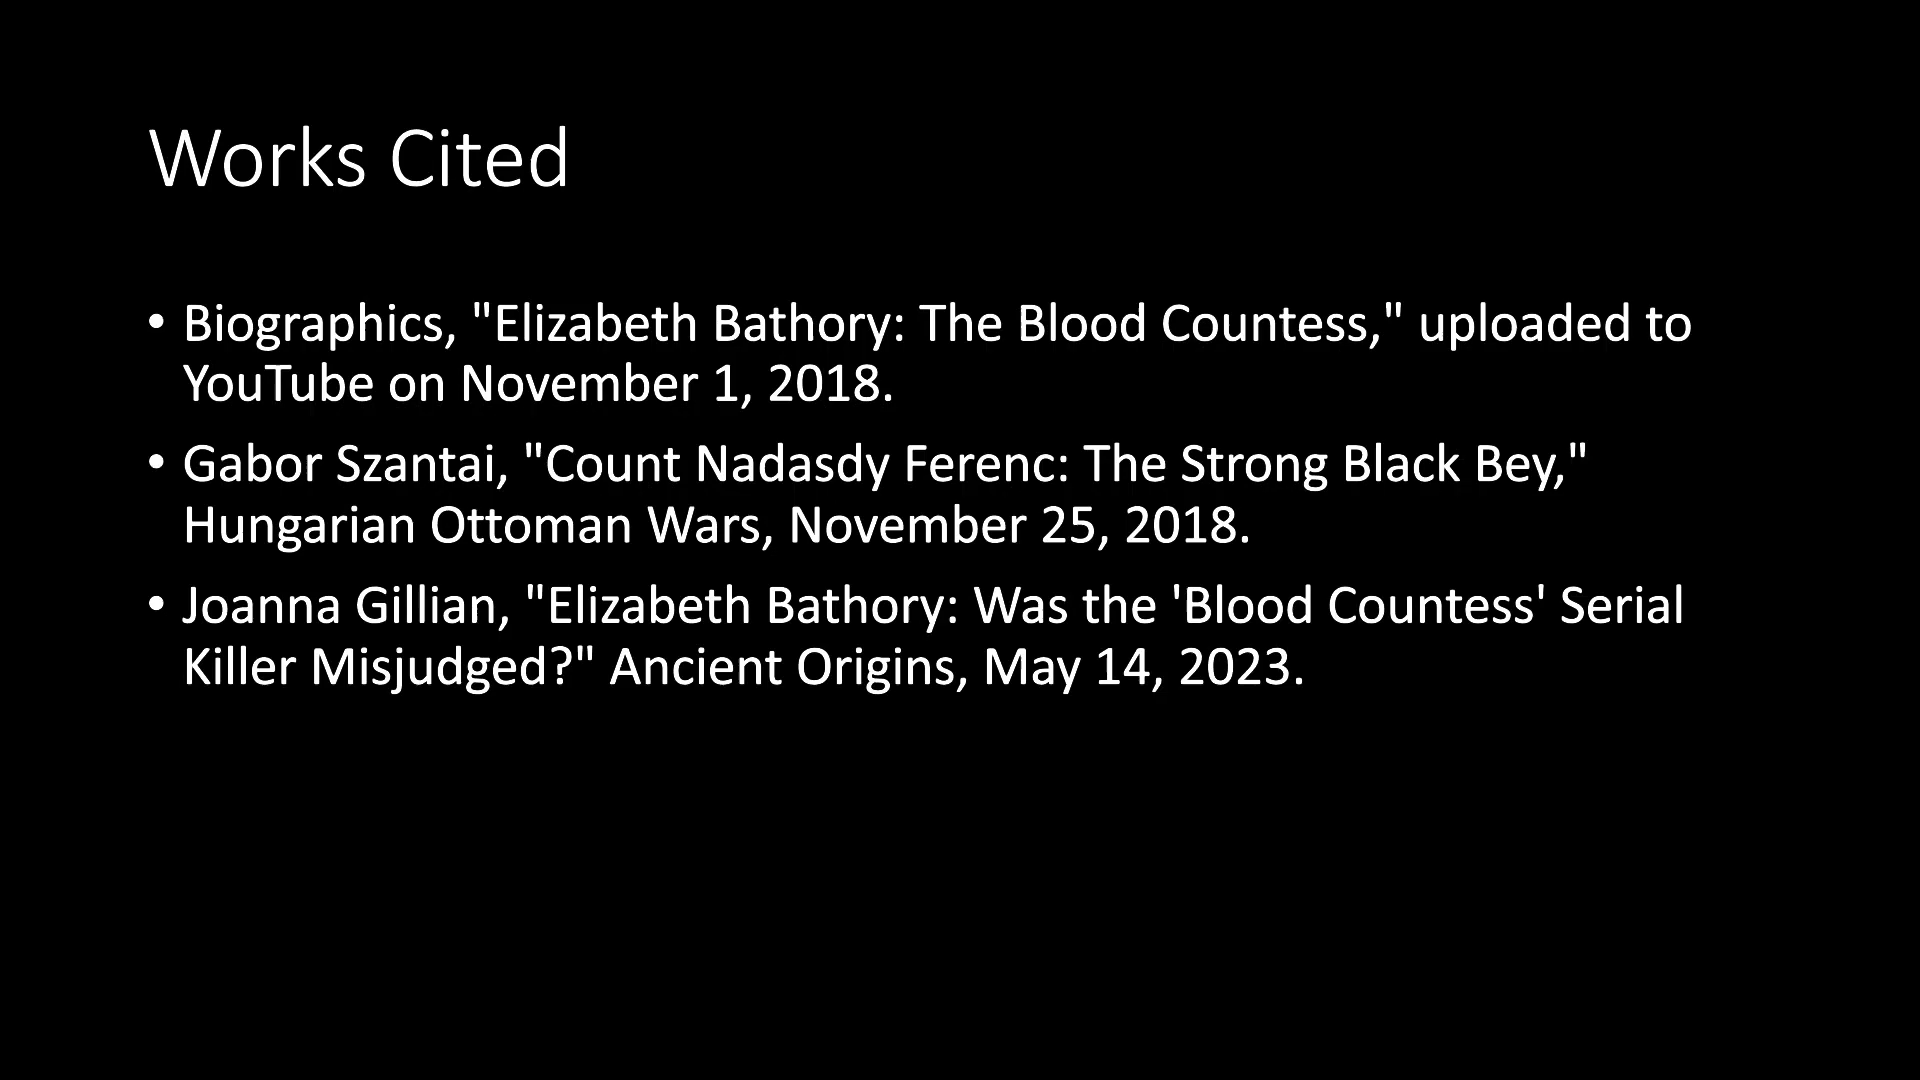 Works Cited
• Biographics, "Elizabeth Bathory: The Blood Countess," uploaded to
YouTube on November 1, 2018.
• Gabor Szantai, "Count Nadasdy Ferenc: The Strong Black Bey,"
Hungarian Ottoman Wars, November 25, 2018.
• Joanna Gillian, "Elizabeth Bathory: Was the 'Blood Countess' Serial
Killer Misjudged?" Ancient Origins, May 14, 2023.